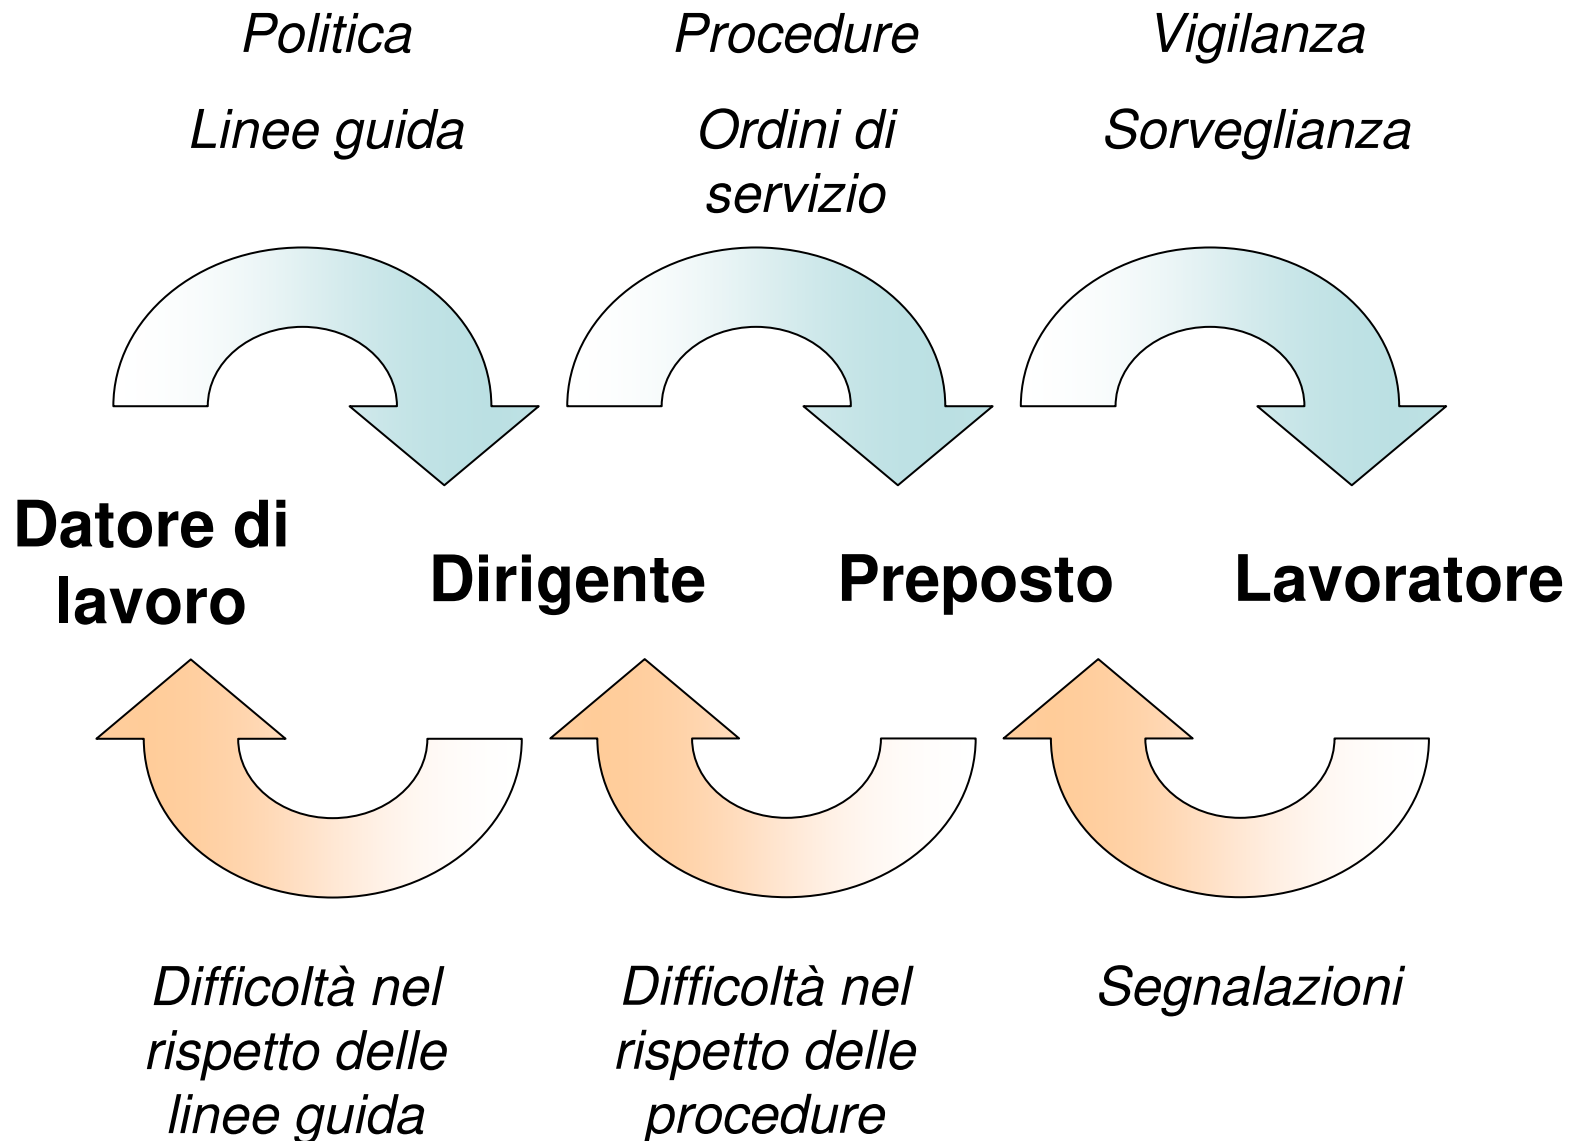 Politica
Procedure
Vigilanza
Linee guida
Ordini di
servizio
Sorveglianza
Datore di
lavoro
Dirigente
Preposto
Lavoratore
Difficoltà nel
rispetto delle
linee guida
Difficoltà nel
rispetto delle
procedure
Segnalazioni